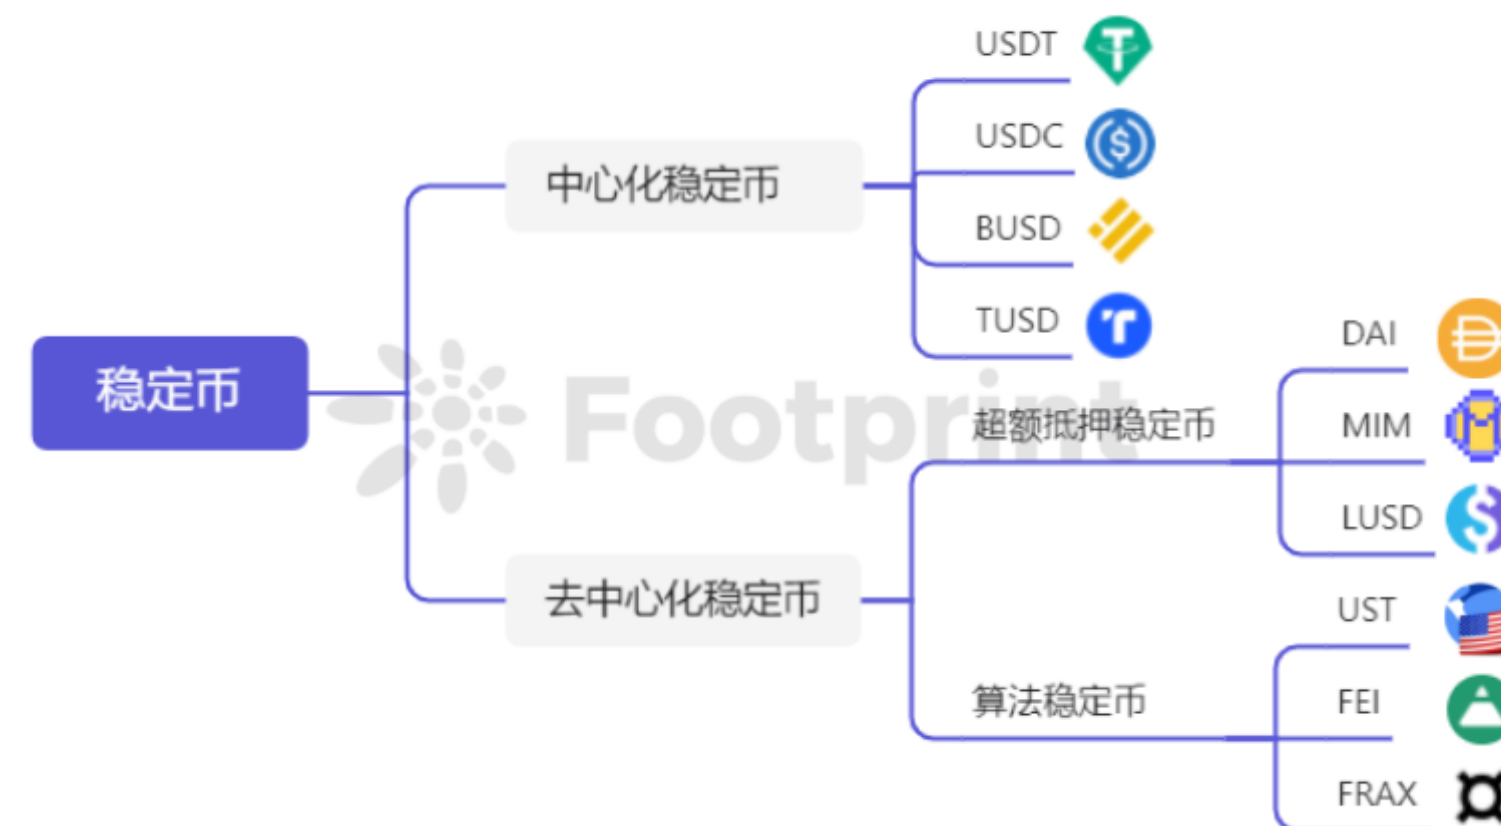 稳定币
中心化稳定币
USDT
USDC
BUSD
TUSD
去中心化稳定币
超额抵押稳定币
DAI
MIM
LUSD
算法稳定币
UST
FEI
FRAX
Footprint